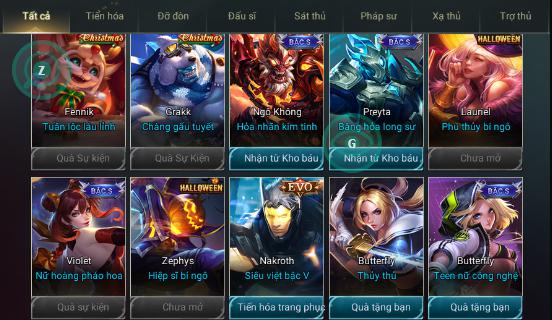 Tất cả
Tiến hóa
Đỡ đòn
Đấu sĩ
Sát thủ
Pháp sư
Xạ thủ
Trợ thủ
Christmas
Christmas
BẬC S
BẬC S
HALLOWEEN
Z
Fennik
Grakk
Ngộ Không
Preyta
Lauriel
Tuần lộc láu lỉnh
Chàng gấu tuyết
Hỏa nhãn kim tinh
Băng hỏa long sư
Phù thủy bí ngô
G
Quà Sự kiện
Quà Sự Kiện
Nhận từ Kho báu
Nhận từ Kho báu
Chưa mở
BẬC S
HALLOWEEN
EVO
BẬC S
Violet
Zephys
Nakroth
Butterfly
Butterfly
Nữ hoàng pháo hoa
Hiệp sĩ bí ngô
Siêu việt bậc V
Thủy thủ
Teen nữ công nghệ
Quà sự kiện
Chưa mở
Tiến hóa trang phục
Quà tặng bạn
Quà tặng bạn